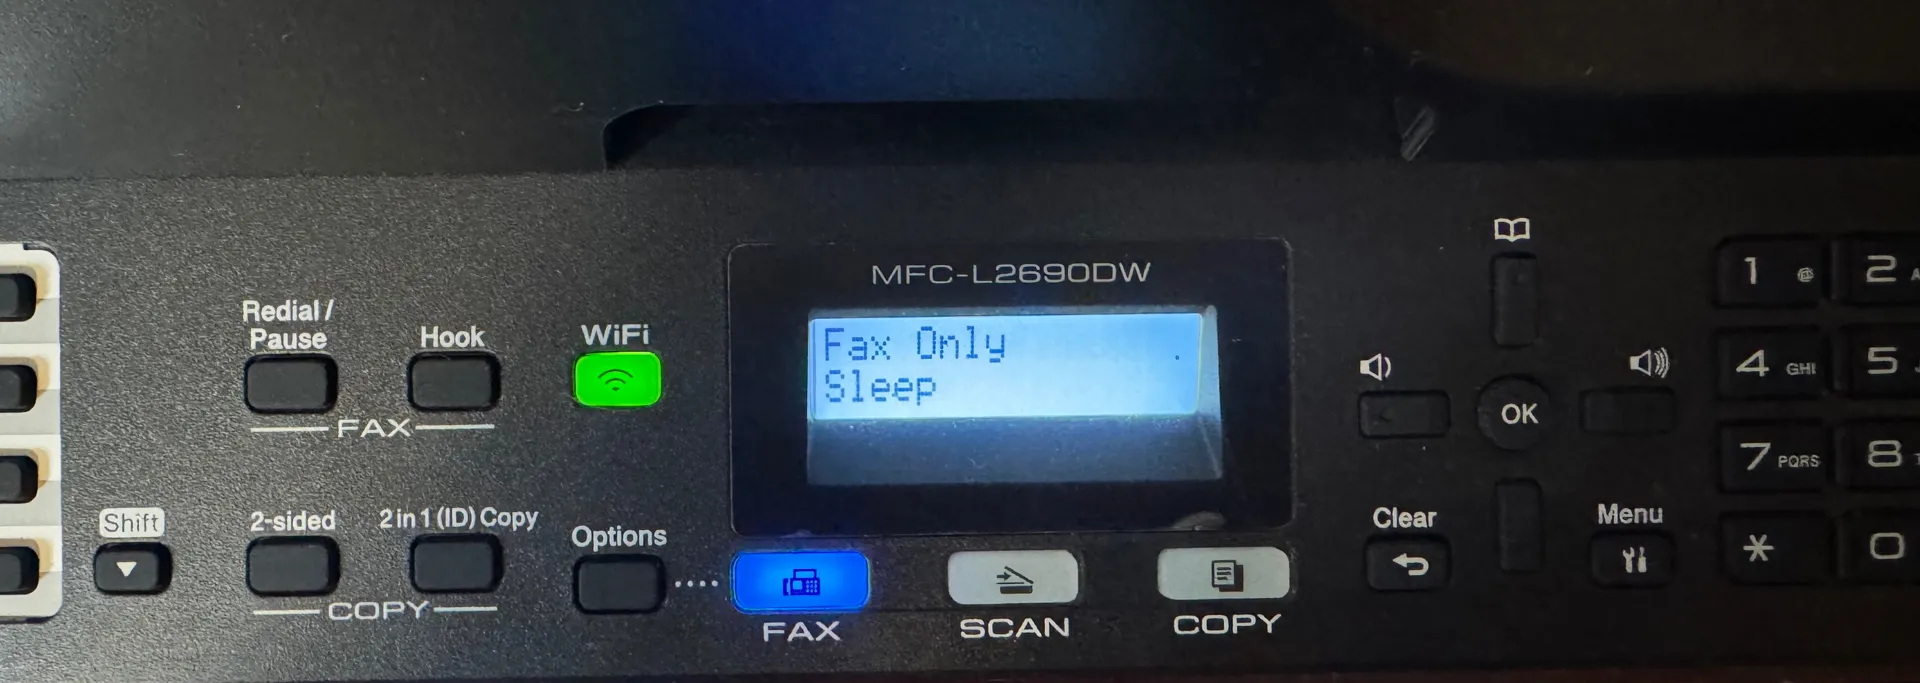 MFC-L2690DW
Fax Only
Sleep
Redial /
Pause
Hook
WiFi
FAX
Shift
2-sided
2 in 1 (ID) Copy
COPY
Options
FAX
SCAN
COPY
OK
Clear
Menu
1 @
2
4 GHI
5
7 PQRS
8
*
0